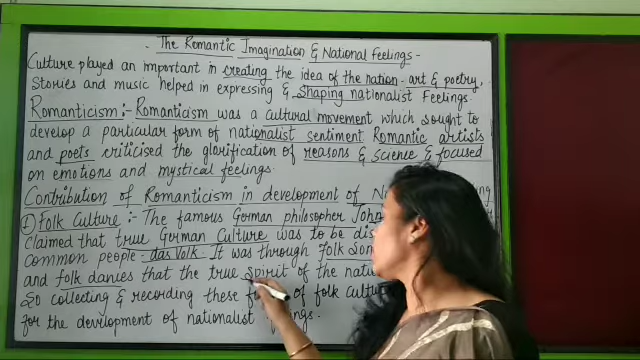 The Romantic Imagination & National Feelings -
Culture played an important in creating the idea of the nation - art & poetry,
Stories and music helped in expressing & shaping nationalist Feelings.
Romanticism :- Romanticism was a cultural movement which sought to
develop a particular form of nationalist sentiment Romantic artists
and poets criticised the glorification of reasons & science & focused
on emotions and mystical feelings.
Contribution of Romanticism in development of
Folk Culture :- The famous German philosopher
claimed that true German Culture was to be
common people - das Volk. It was through folk
and folk danies that the true spirit of the
So collecting & recording these of folk
for the development of nationalist